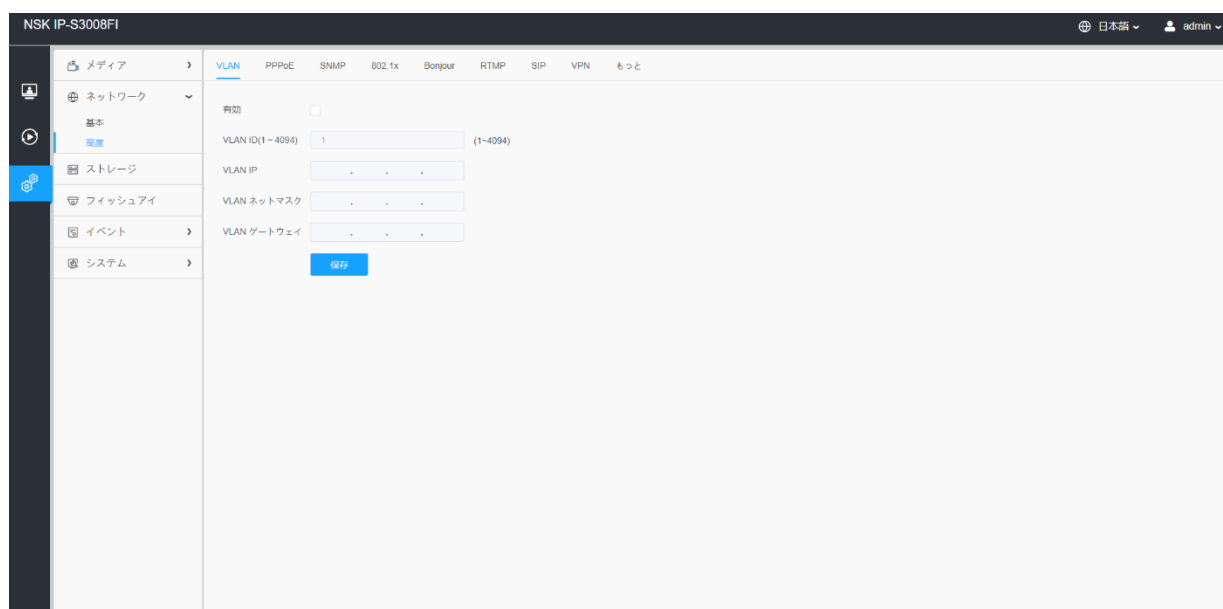 NSK IP-S3008FI
日本語 admin
メディア
ネットワーク
基本
高度
ストレージ
フィッシュアイ
イベント
システム
VLAN PPPoE SNMP 802.1x Bonjour RTMP SIP VPN もっと
有効
VLAN ID(1~4094) 1 (1~4094)
VLAN IP . . .
VLAN ネットマスク . . .
VLAN ゲートウェイ . . .
保存